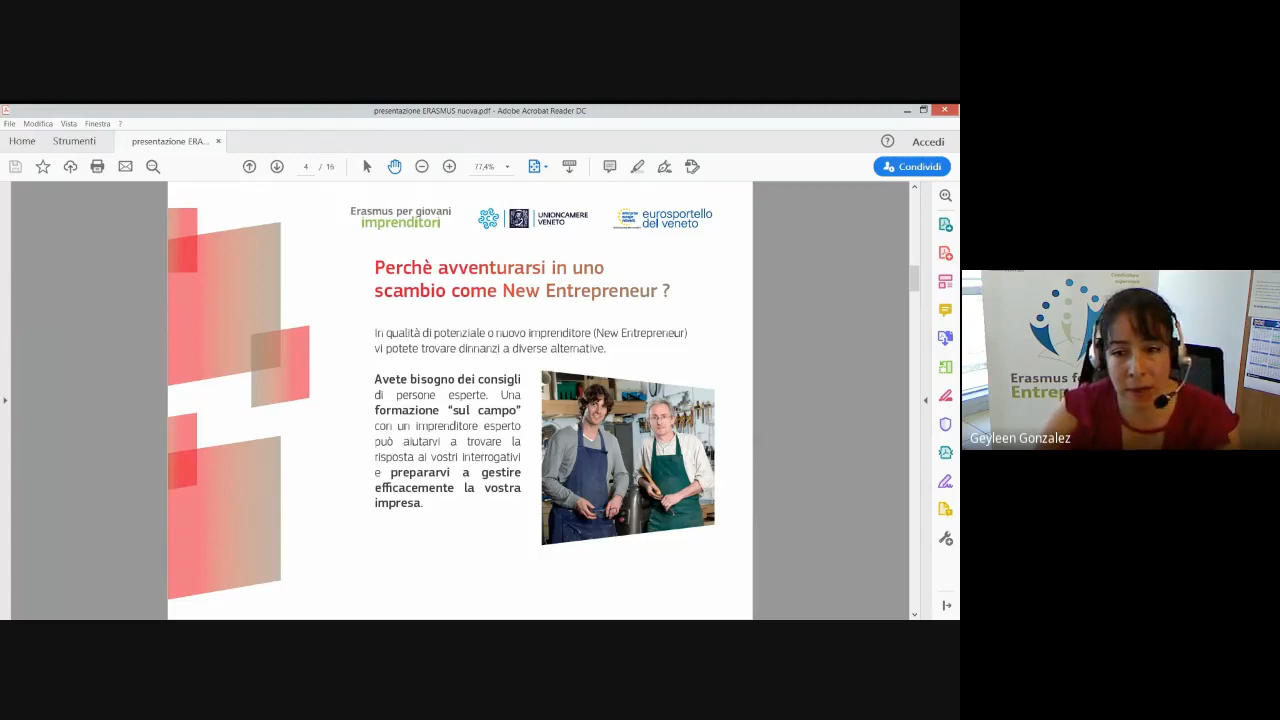 presentazione ERASMUS nuova.pdf - Adobe Acrobat Reader DC
File Modifica Vista Finestra ?
Home Strumenti presentazione ERA... × ? Accedi
4 / 16 77,4% Condividi
Erasmus per giovani
imprenditori
UNIONCAMERE
VENETO
eurosportello
del veneto
Perchè avventurarsi in uno
scambio come New Entrepreneur ?
In qualità di potenziale o nuovo imprenditore (New Entrepreneur)
vi potete trovare dinnanzi a diverse alternative.
Avete bisogno dei consigli
di persone esperte. Una
formazione "sul campo"
con un imprenditore esperto
può aiutarvi a trovare la
risposta ai vostri interrogativi
e prepararvi a gestire
efficacemente la vostra
impresa.
Erasmus fo
Entrep
Geyleen Gonzalez